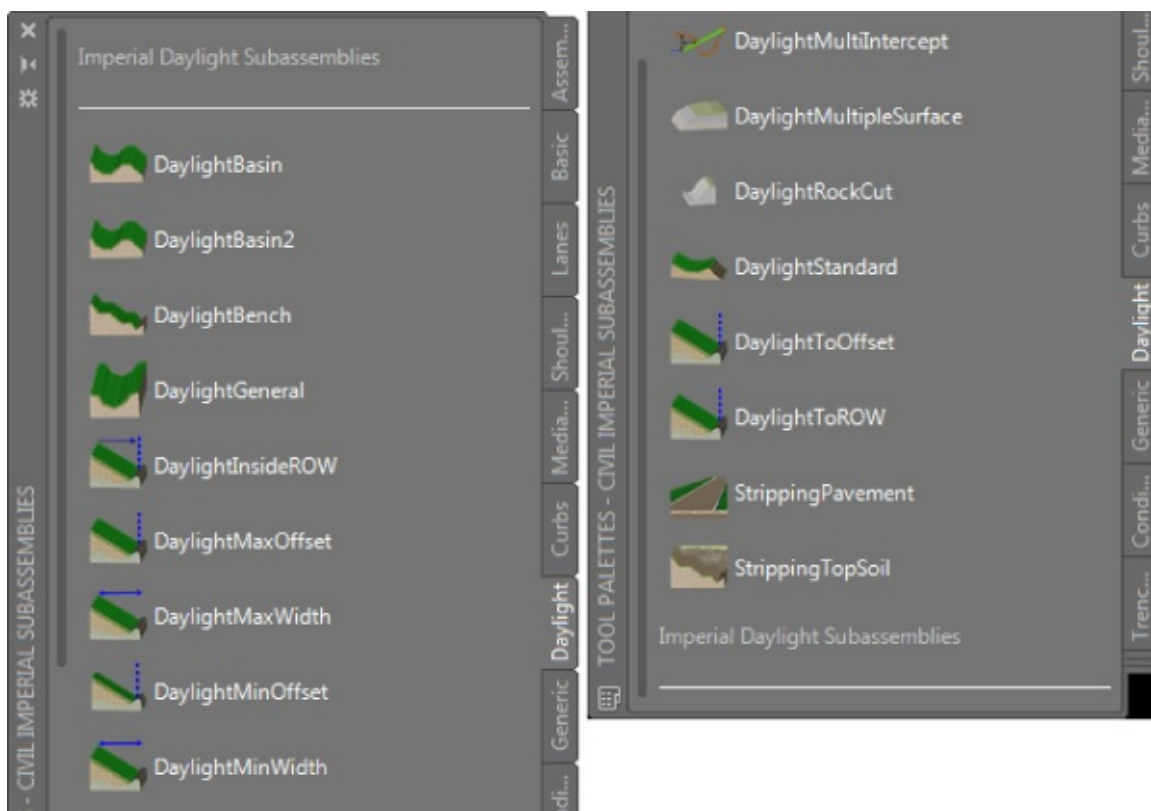 Imperial Daylight Subassemblies
DaylightBasin
DaylightBasin2
DaylightBench
DaylightGeneral
DaylightInsideROW
DaylightMaxOffset
DaylightMaxWidth
DaylightMinOffset
DaylightMinWidth
Assem...
Basic
Lanes
Shoul...
Media...
Curbs
Daylight
Generic
ndi...
- CIVIL IMPERIAL SUBASSEMBLIES
DaylightMultiIntercept
DaylightMultipleSurface
DaylightRockCut
DaylightStandard
DaylightToOffset
DaylightToROW
StrippingPavement
StrippingTopSoil
Imperial Daylight Subassemblies
Shoul...
Media...
Curbs
Daylight
Generic
Condi...
Trenc...
TOOL PALETTES - CIVIL IMPERIAL SUBASSEMBLIES